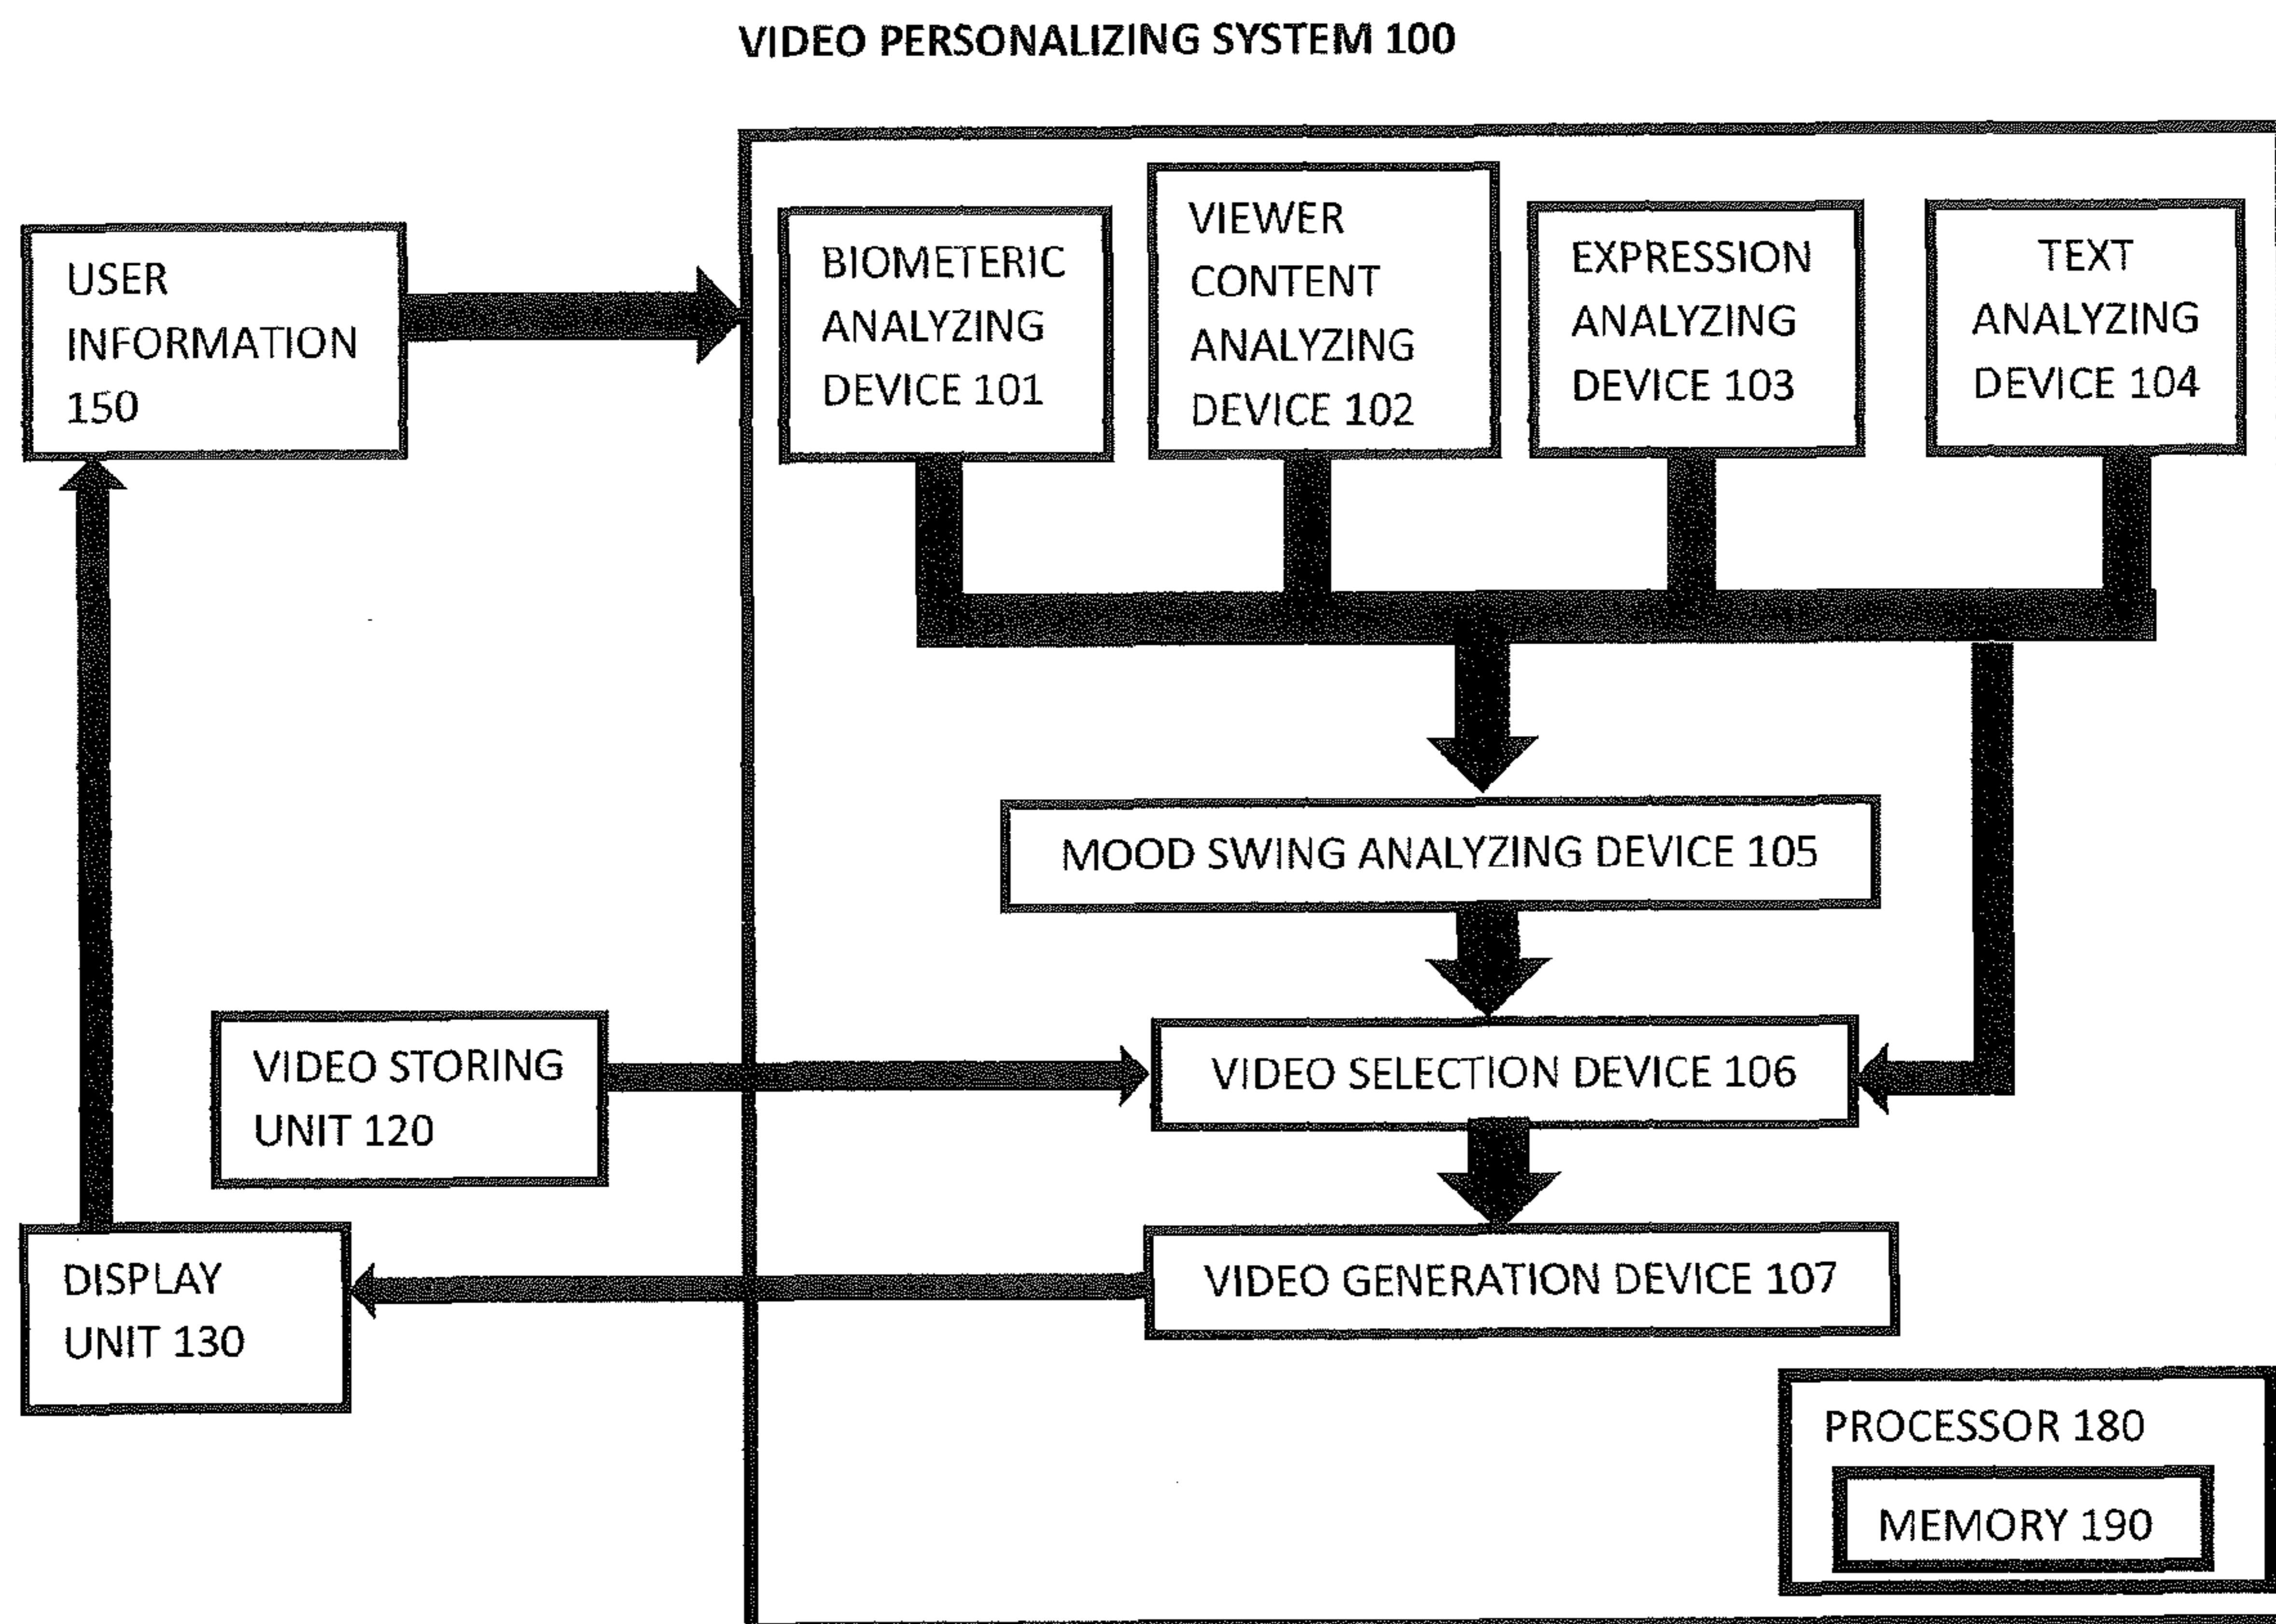 VIDEO PERSONALIZING SYSTEM 100
USER
INFORMATION
150
BIOMETERIC
ANALYZING
DEVICE 101
VIEWER
CONTENT
ANALYZING
DEVICE 102
EXPRESSION
ANALYZING
DEVICE 103
TEXT
ANALYZING
DEVICE 104
MOOD SWING ANALYZING DEVICE 105
VIDEO STORING
UNIT 120
VIDEO SELECTION DEVICE 106
DISPLAY
UNIT 130
VIDEO GENERATION DEVICE 107
PROCESSOR 180
MEMORY 190